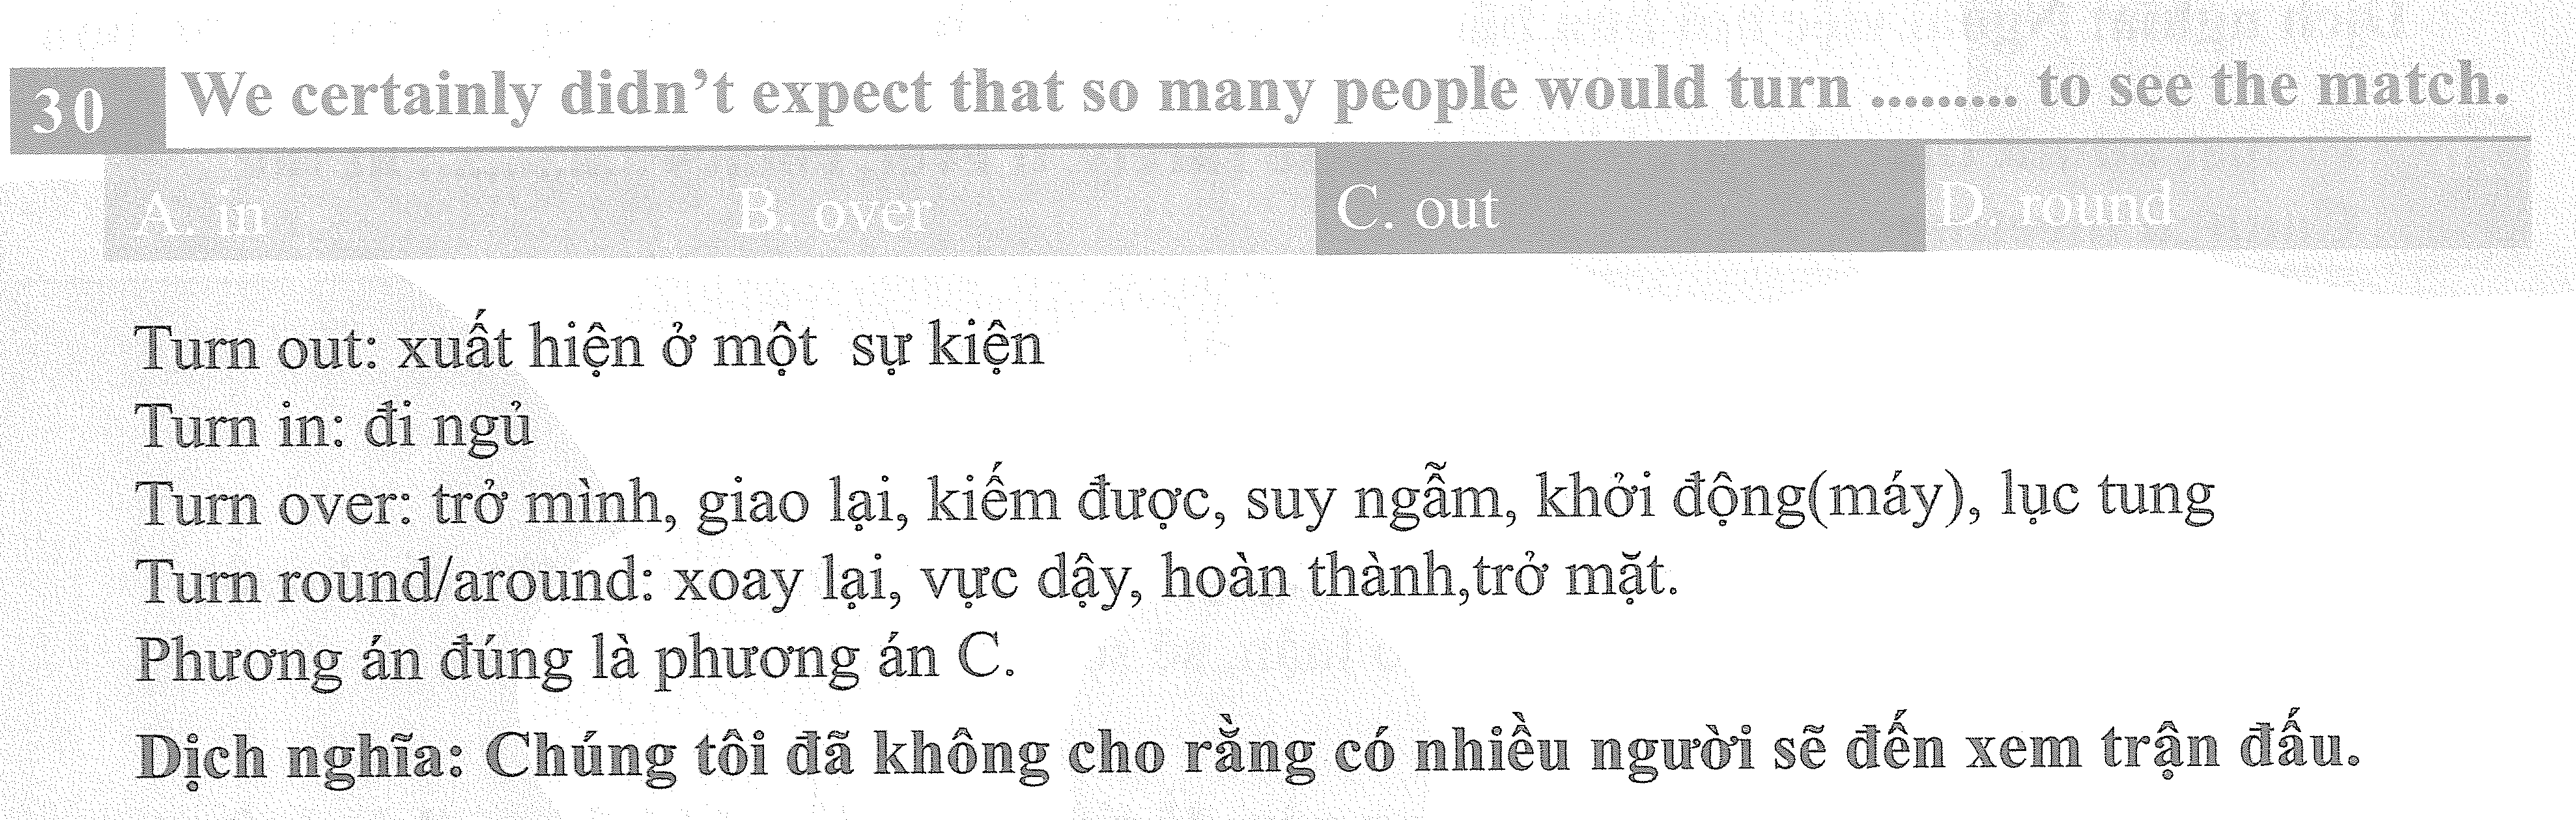 30 We certainly didn't expect that so many people would turn ......... to see the match.
A. in B. over C. out D. round
Turn out: xuất hiện ở một sự kiện
Turn in: đi ngủ
Turn over: trở mình, giao lại, kiếm được, suy ngẫm, khởi động(máy), lục tung
Turn round/around: xoay lại, vực dậy, hoàn thành,trở mặt.
Phương án đúng là phương án C.
Dịch nghĩa: Chúng tôi đã không cho rằng có nhiều người sẽ đến xem trận đấu.